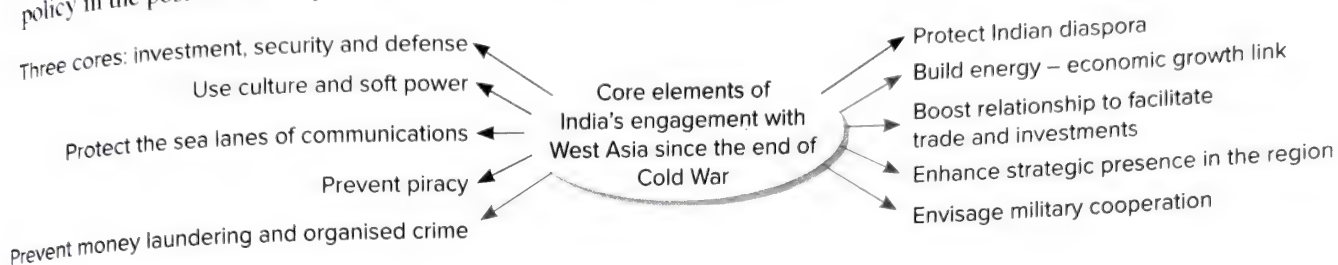 policy in the
Three cores: investment, security and defense
Use culture and soft power
Protect the sea lanes of communications
Prevent piracy
Prevent money laundering and organised crime
Core elements of
India's engagement with
West Asia since the end of
Cold War
Protect Indian diaspora
Build energy – economic growth link
Boost relationship to facilitate
trade and investments
Enhance strategic presence in the region
Envisage military cooperation